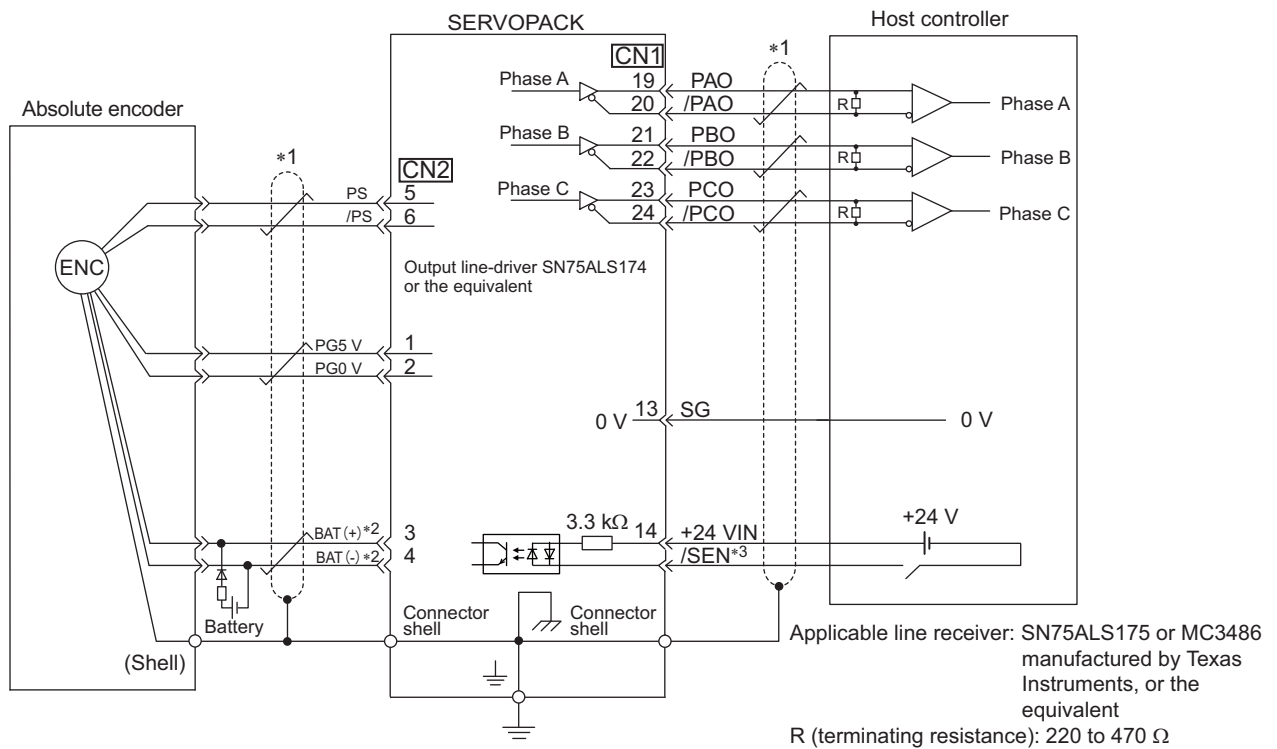 SERVOPACK
Host controller
Absolute encoder
CN1
*1
Phase A
19
PAO
20
/PAO
R
Phase A
Phase B
21
PBO
22
/PBO
R
Phase B
Phase C
23
PCO
24
/PCO
R
Phase C
*1
CN2
PS
5
/PS
6
ENC
Output line-driver SN75ALS174
or the equivalent
PG5 V
1
PG0 V
2
0 V
13
SG
0 V
BAT (+)*2
3
BAT (-)*2
4
3.3 kΩ
14
+24 VIN
/SEN*3
+24 V
Battery
Connector
shell
Connector
shell
(Shell)
Applicable line receiver: SN75ALS175 or MC3486
manufactured by Texas
Instruments, or the
equivalent
R (terminating resistance): 220 to 470 Ω